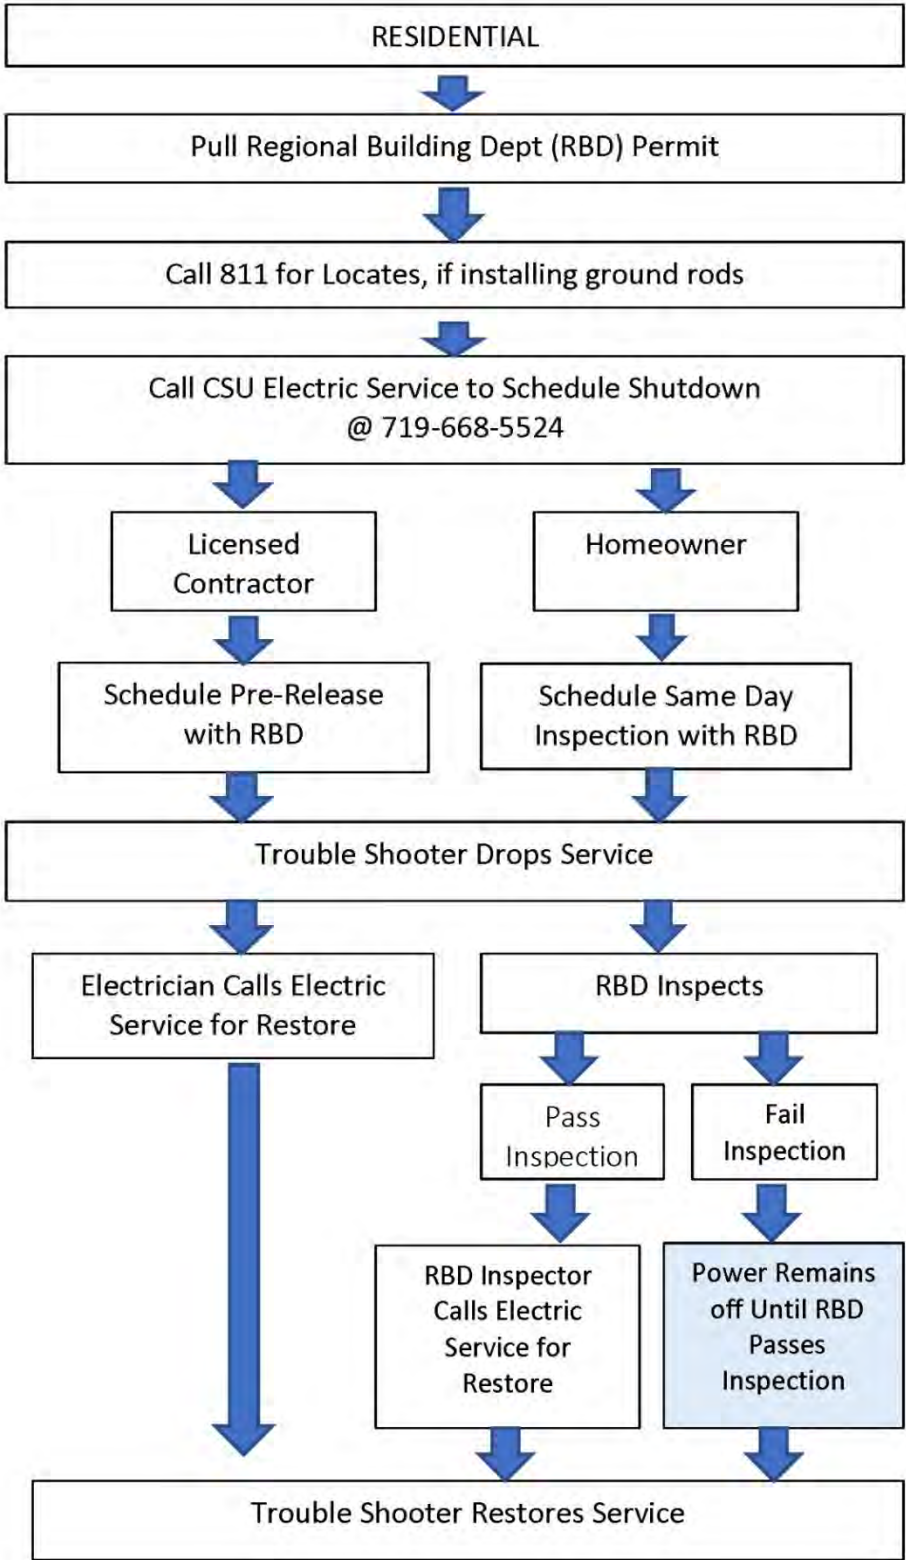 RESIDENTIAL
Pull Regional Building Dept (RBD) Permit
Call 811 for Locates, if installing ground rods
Call CSU Electric Service to Schedule Shutdown
@ 719-668-5524
Licensed
Contractor
Homeowner
Schedule Pre-Release
with RBD
Schedule Same Day
Inspection with RBD
Trouble Shooter Drops Service
Electrician Calls Electric
Service for Restore
RBD Inspects
Pass
Inspection
Fail
Inspection
RBD Inspector
Calls Electric
Service for
Restore
Power Remains
off Until RBD
Passes
Inspection
Trouble Shooter Restores Service